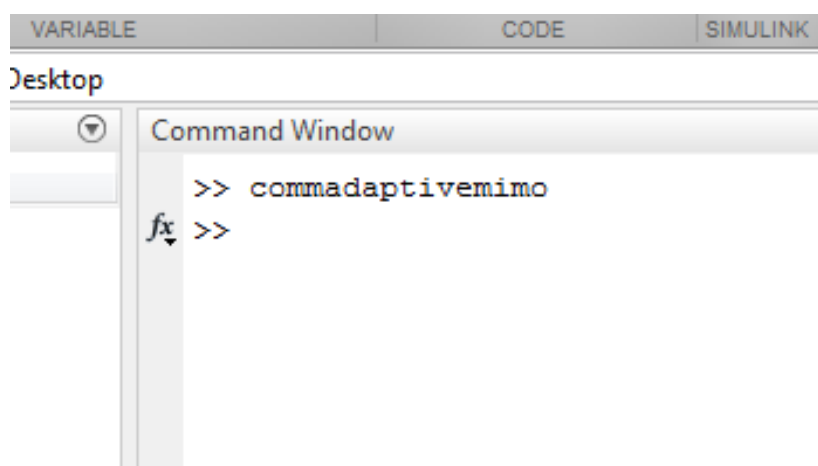 VARIABLE CODE SIMULINK
Desktop
Command Window
>> commadaptivemimo
fx >>